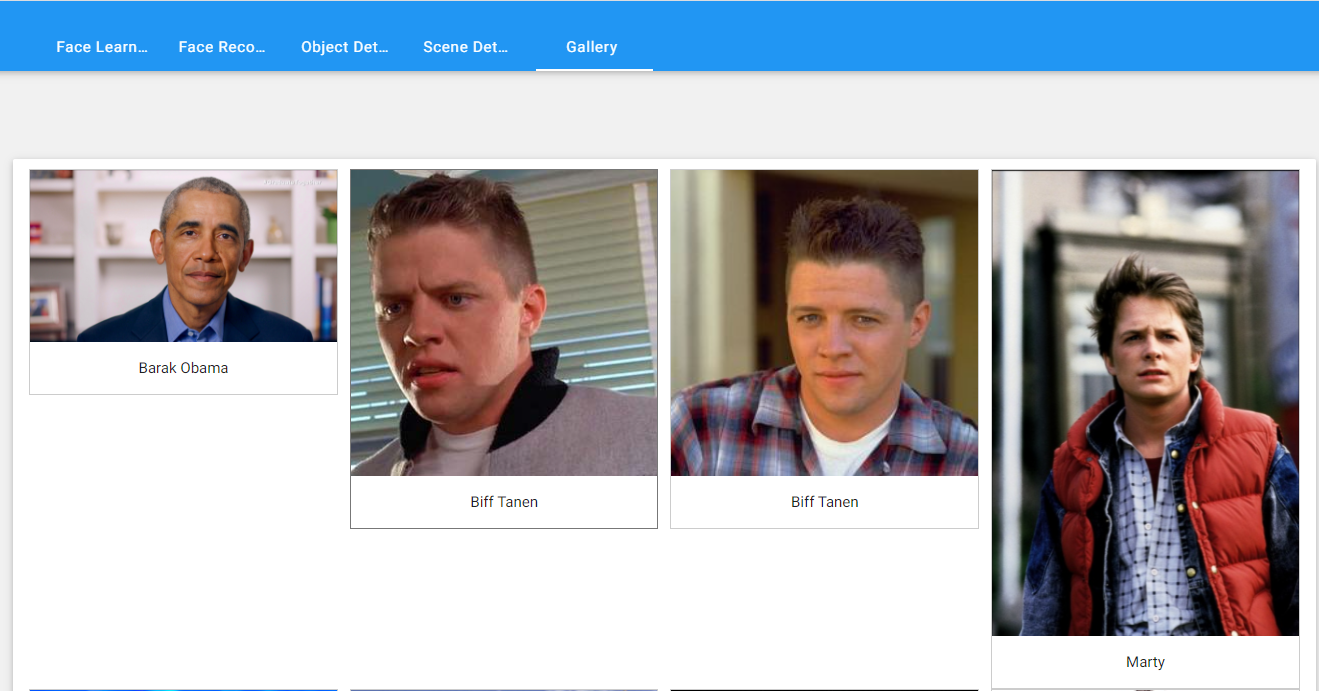 Face Learn…
Face Reco…
Object Det…
Scene Det…
Gallery
Barak Obama
Biff Tanen
Biff Tanen
Marty